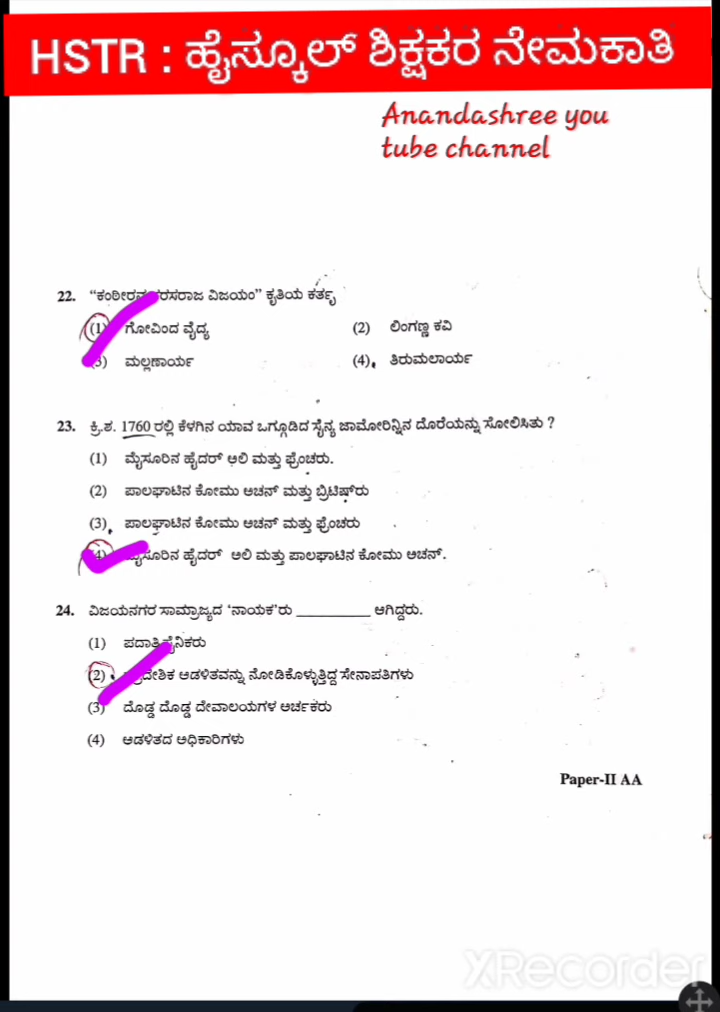 HSTR : ಹೈಸ್ಕೂಲ್ ಶಿಕ್ಷಕರ ನೇಮಕಾತಿ
Anandashree you
tube channel
22. “ಕಂಠೀರವ ನರಸರಾಜ ವಿಜಯಂ” ಕೃತಿಯ ಕರ್ತೃ
(1) ಗೋವಿಂದ ವೈದ್ಯ (2) ಲಿಂಗಣ್ಣ ಕವಿ
(3) ಮಲ್ಲಣಾರ್ಯ (4) ತಿರುಮಲಾರ್ಯ
23. ಕ್ರಿ.ಶ. 1760 ರಲ್ಲಿ ಕೆಳಗಿನ ಯಾವ ಒಗ್ಗೂಡಿದ ಸೈನ್ಯ ಜಾಮೋರಿನ್ನಿನ ದೊರೆಯನ್ನು ಸೋಲಿಸಿತು ?
(1) ಮೈಸೂರಿನ ಹೈದರ್ ಅಲಿ ಮತ್ತು ಫ್ರೆಂಚರು.
(2) ಪಾಲಘಾಟಿನ ಕೋಮು ಅಚನ್ ಮತ್ತು ಬ್ರಿಟಿಷ್‌ರು
(3) ಪಾಲಘಾಟಿನ ಕೋಮು ಅಚನ್ ಮತ್ತು ಫ್ರೆಂಚರು
(4) ಮೈಸೂರಿನ ಹೈದರ್ ಅಲಿ ಮತ್ತು ಪಾಲಘಾಟಿನ ಕೋಮು ಅಚನ್.
24. ವಿಜಯನಗರ ಸಾಮ್ರಾಜ್ಯದ ‘ನಾಯಕ’ರು __________ ಆಗಿದ್ದರು.
(1) ಪದಾತಿಸೈನಿಕರು
(2) ಪ್ರಾದೇಶಿಕ ಆಡಳಿತವನ್ನು ನೋಡಿಕೊಳ್ಳುತ್ತಿದ್ದ ಸೇನಾಪತಿಗಳು
(3) ದೊಡ್ಡ ದೊಡ್ಡ ದೇವಾಲಯಗಳ ಅರ್ಚಕರು
(4) ಆಡಳಿತದ ಅಧಿಕಾರಿಗಳು
Paper-II AA
XRecorder